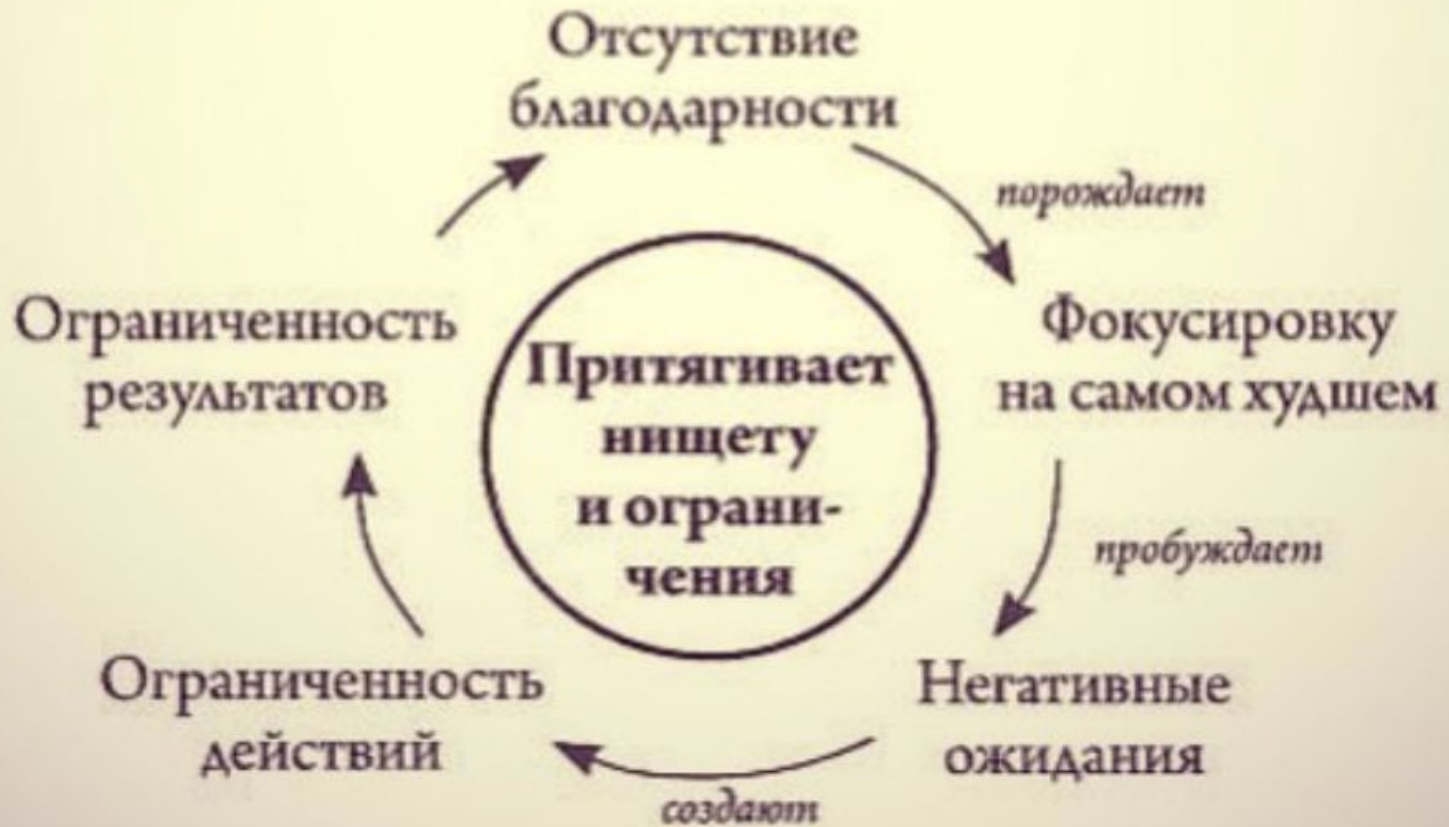 Отсутствие
благодарности
порождает
Фокусировку
на самом худшем
пробуждает
Негативные
ожидания
создают
Ограниченность
действий
Ограниченность
результатов
Притягивает
нищету
и ограни-
чения